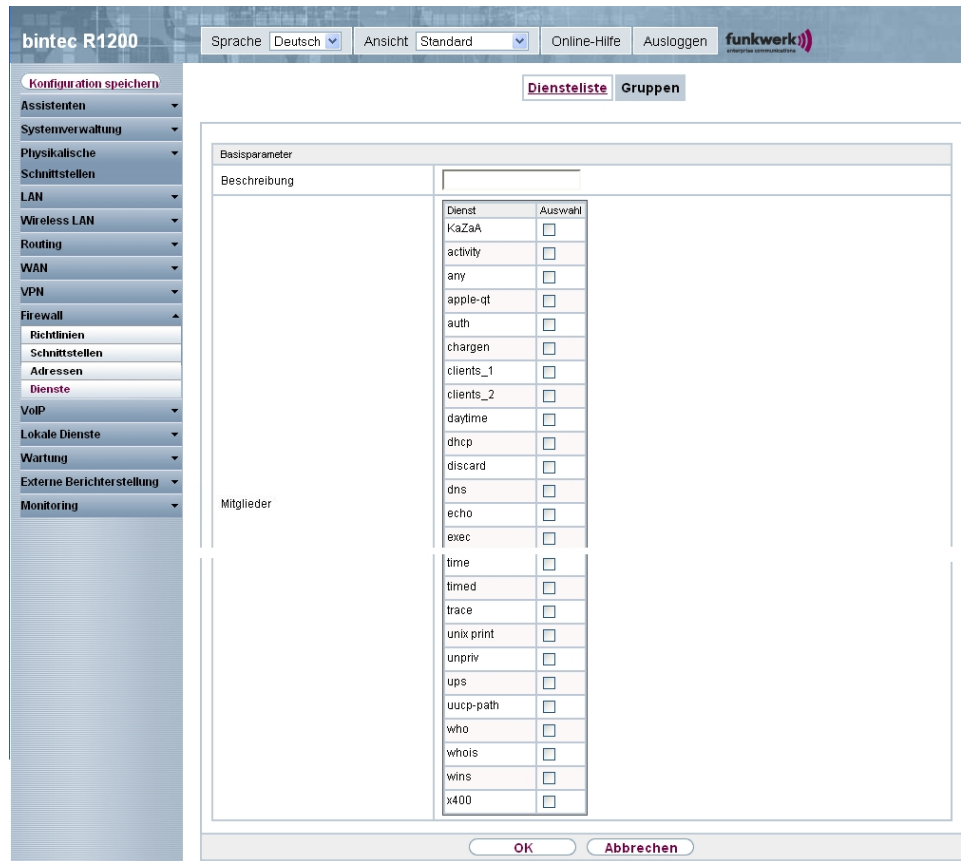 bintec R1200
Sprache Deutsch Ansicht Standard Online-Hilfe Ausloggen funkwerk
enterprise communications
Konfiguration speichern
Assistenten
Systemverwaltung
Physikalische
Schnittstellen
LAN
Wireless LAN
Routing
WAN
VPN
Firewall
Richtlinien
Schnittstellen
Adressen
Dienste
VoIP
Lokale Dienste
Wartung
Externe Berichterstellung
Monitoring
Diensteliste Gruppen
Basisparameter
Beschreibung
Mitglieder
Dienst Auswahl
KaZaA
activity
any
apple-qt
auth
chargen
clients_1
clients_2
daytime
dhcp
discard
dns
echo
exec
time
timed
trace
unix print
unpriv
ups
uucp-path
who
whois
wins
x400
OK Abbrechen